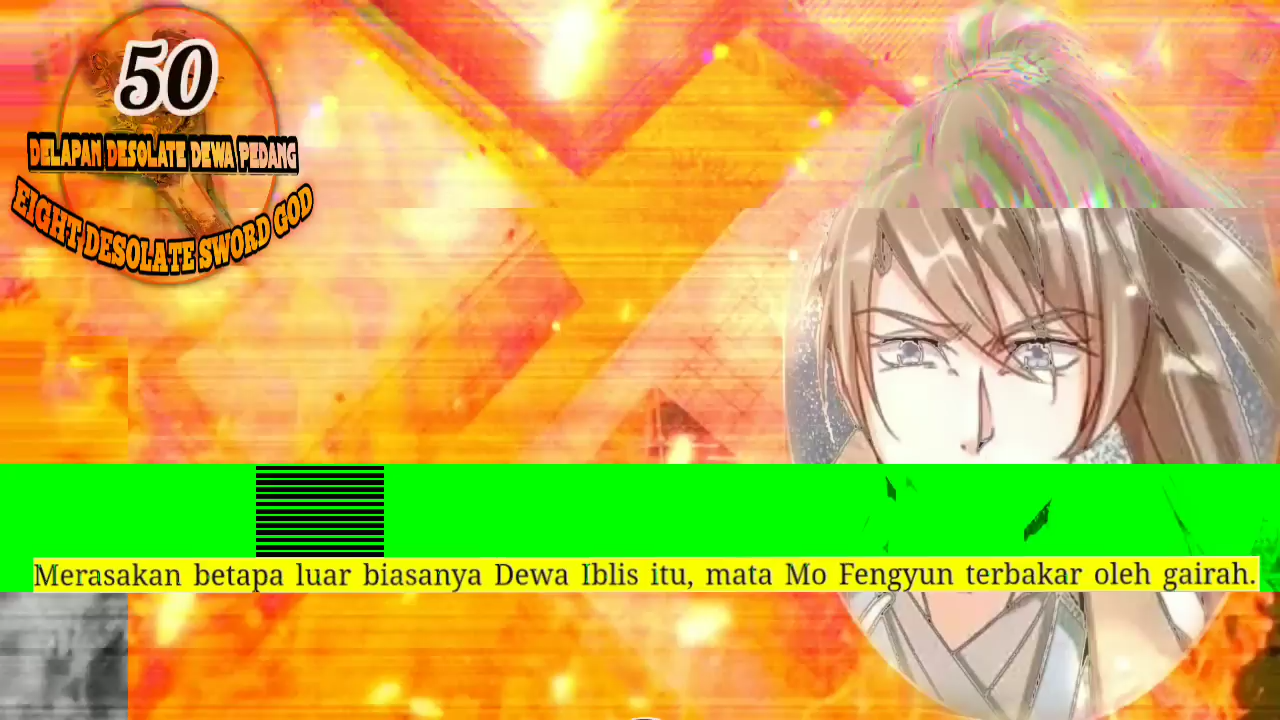 50
DELAPAN DESOLATE DEWA PEDANG
EIGHT DESOLATE SWORD GOD
Merasakan betapa luar biasanya Dewa Iblis itu, mata Mo Fengyun terbakar oleh gairah.